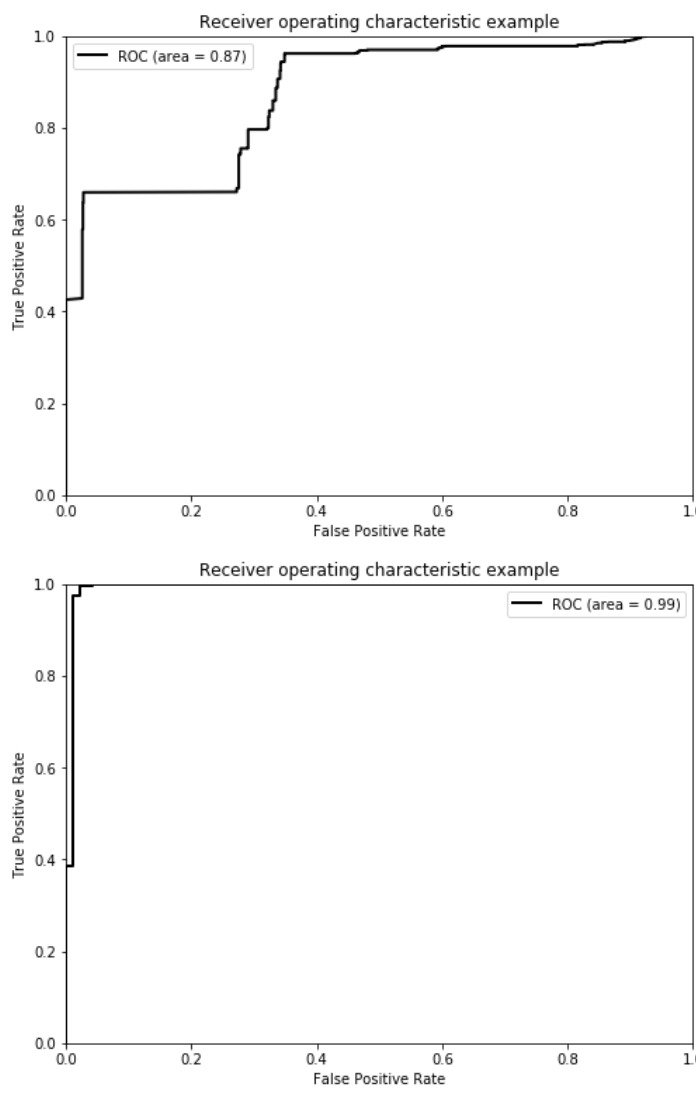 Receiver operating characteristic example
1.0
ROC (area = 0.87)
0.8
0.6
True Positive Rate
0.4
0.2
0.0
0.0 0.2 0.4 0.6 0.8 1.
False Positive Rate
Receiver operating characteristic example
1.0
ROC (area = 0.99)
0.8
0.6
True Positive Rate
0.4
0.2
0.0
0.0 0.2 0.4 0.6 0.8 1.
False Positive Rate